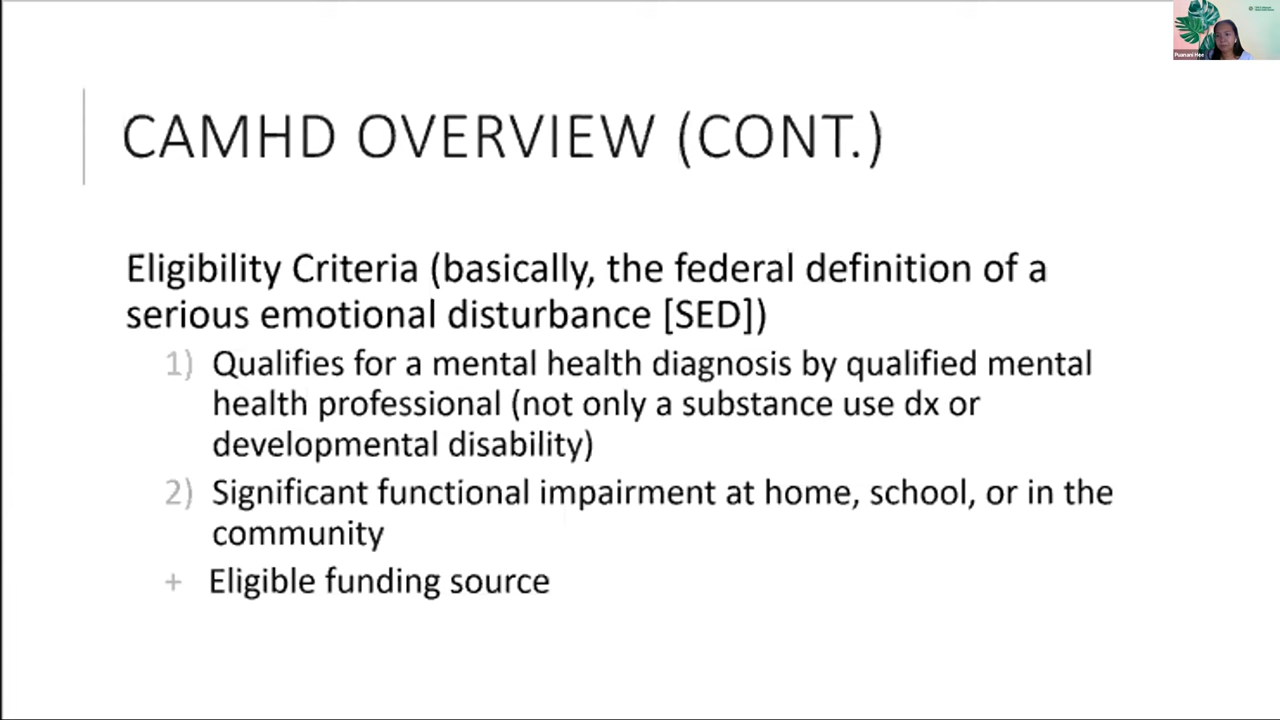 CAMHD OVERVIEW (CONT.)
Eligibility Criteria (basically, the federal definition of a
serious emotional disturbance [SED])
1) Qualifies for a mental health diagnosis by qualified mental
health professional (not only a substance use dx or
developmental disability)
2) Significant functional impairment at home, school, or in the
community
+ Eligible funding source